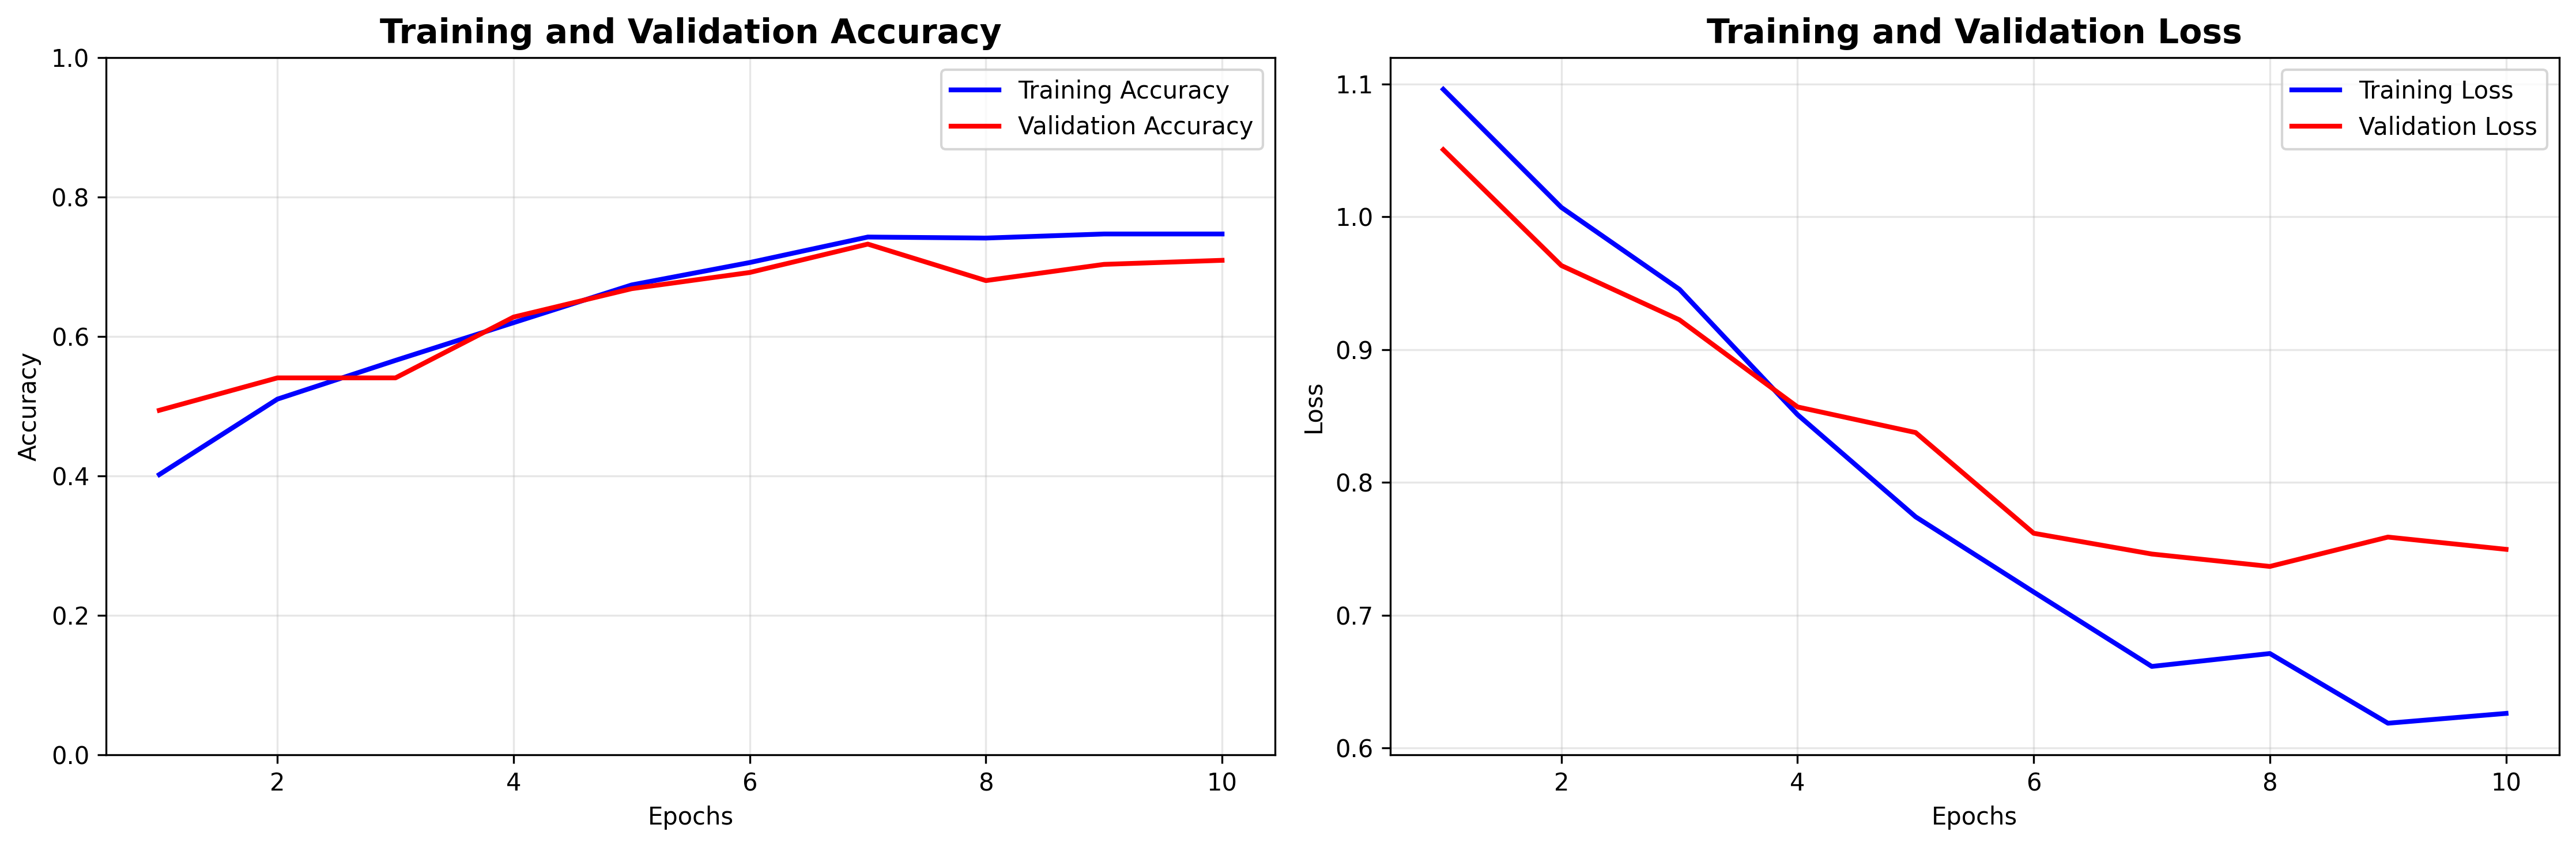 Training and Validation Accuracy
1.0
0.8
0.6
0.4
0.2
0.0
Accuracy
Training Accuracy
Validation Accuracy
2 4 6 8 10
Epochs
Training and Validation Loss
1.1
1.0
0.9
0.8
0.7
0.6
Loss
Training Loss
Validation Loss
2 4 6 8 10
Epochs